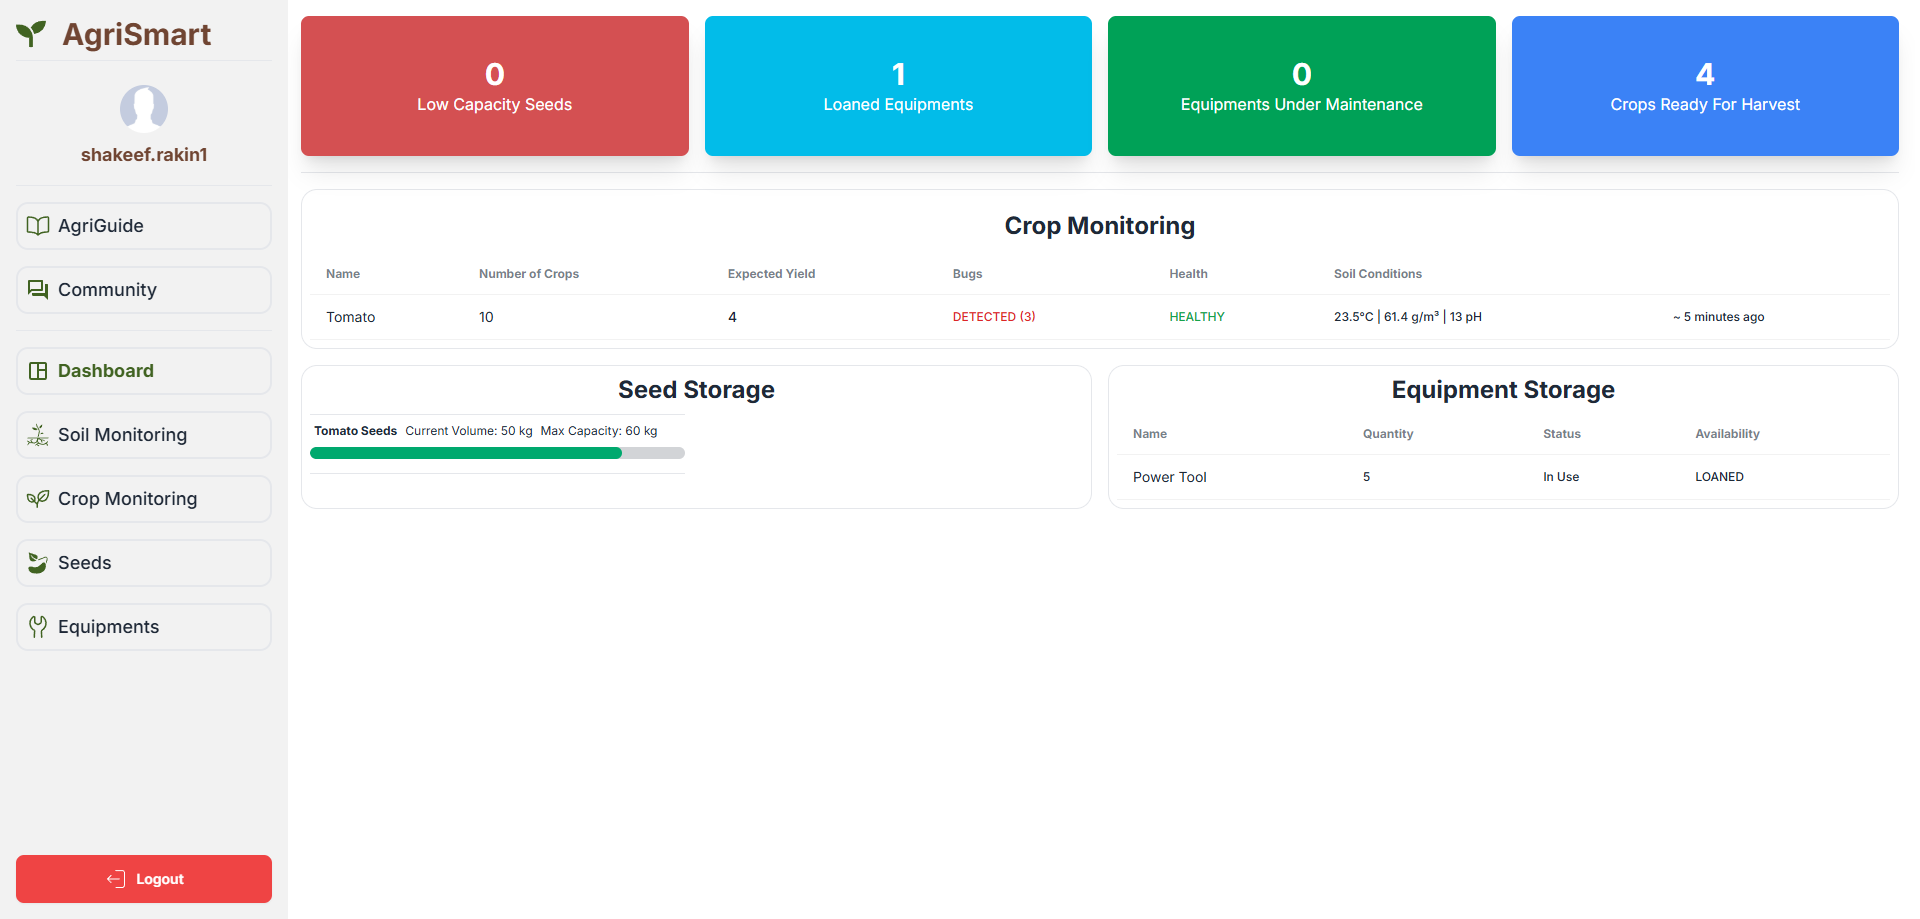 AgriSmart
shakeef.rakin1
AgriGuide
Community
Dashboard
Soil Monitoring
Crop Monitoring
Seeds
Equipments
Logout
0
Low Capacity Seeds
1
Loaned Equipments
0
Equipments Under Maintenance
4
Crops Ready For Harvest
Crop Monitoring
Name Number of Crops Expected Yield Bugs Health Soil Conditions
Tomato 10 4 DETECTED (3) HEALTHY 23.5°C | 61.4 g/m³ | 13 pH ~ 5 minutes ago
Seed Storage
Tomato Seeds Current Volume: 50 kg Max Capacity: 60 kg
Equipment Storage
Name Quantity Status Availability
Power Tool 5 In Use LOANED